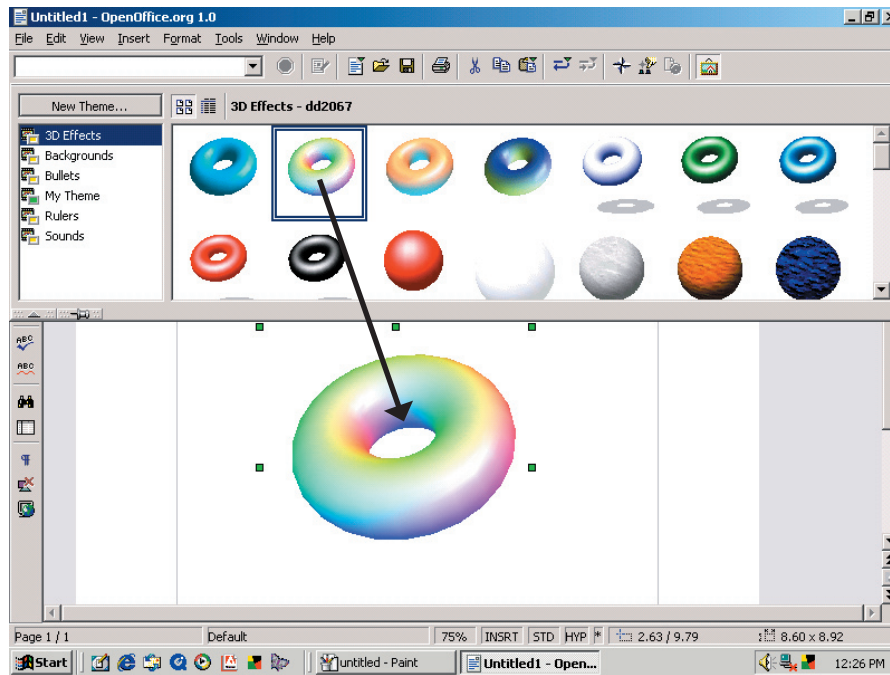 Untitled1 - OpenOffice.org 1.0
File Edit View Insert Format Tools Window Help
New Theme... 3D Effects - dd2067
3D Effects
Backgrounds
Bullets
My Theme
Rulers
Sounds
ABC
ABC
Page 1 / 1 Default 75% INSRT STD HYP * 2.63 / 9.79 8.60 x 8.92
Start untitled - Paint Untitled1 - Open... 12:26 PM